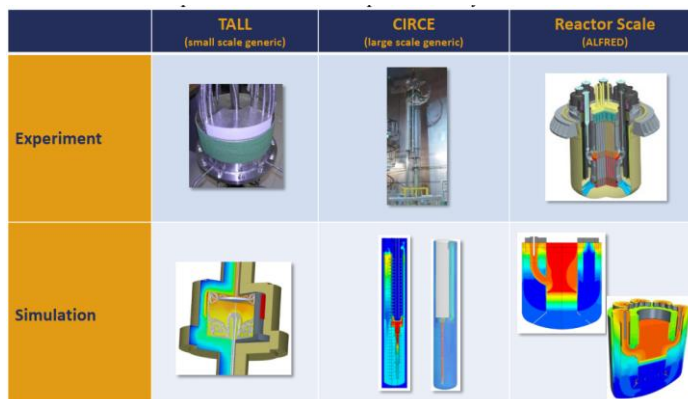 TALL
(small scale generic)
CIRCE
(large scale generic)
Reactor Scale
(ALFRED)
Experiment
Simulation